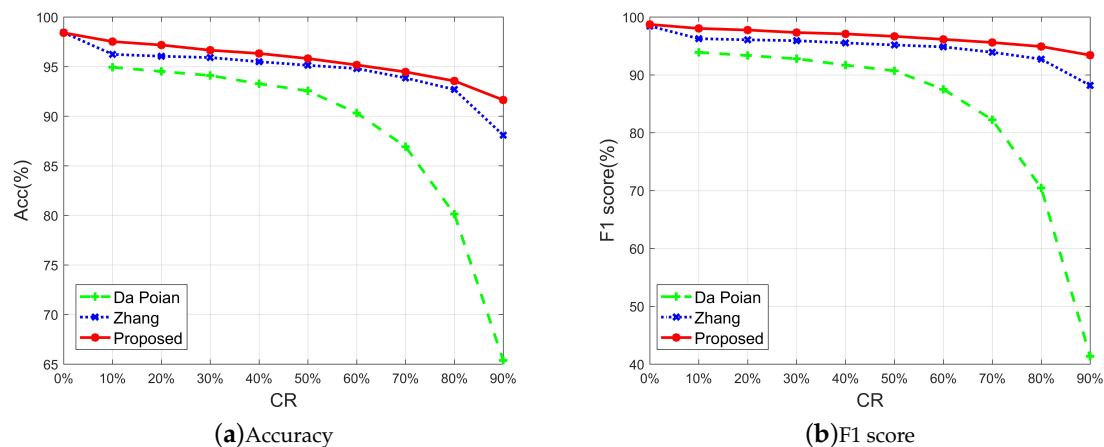 100
95
90
85
80
75
70
65
Acc(%)
Da Poian
Zhang
Proposed
0% 10% 20% 30% 40% 50% 60% 70% 80% 90%
CR
(a)Accuracy
100
90
80
70
60
50
40
F1 score(%)
Da Poian
Zhang
Proposed
0% 10% 20% 30% 40% 50% 60% 70% 80% 90%
CR
(b)F1 score